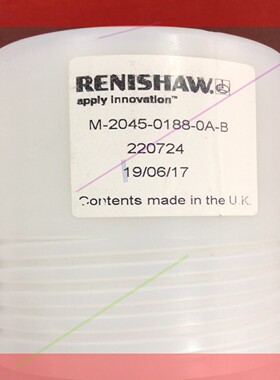 RENISHAW.
apply innovation™
M-2045-0188-0A-B
220724
19/06/17
Contents made in the U.K.